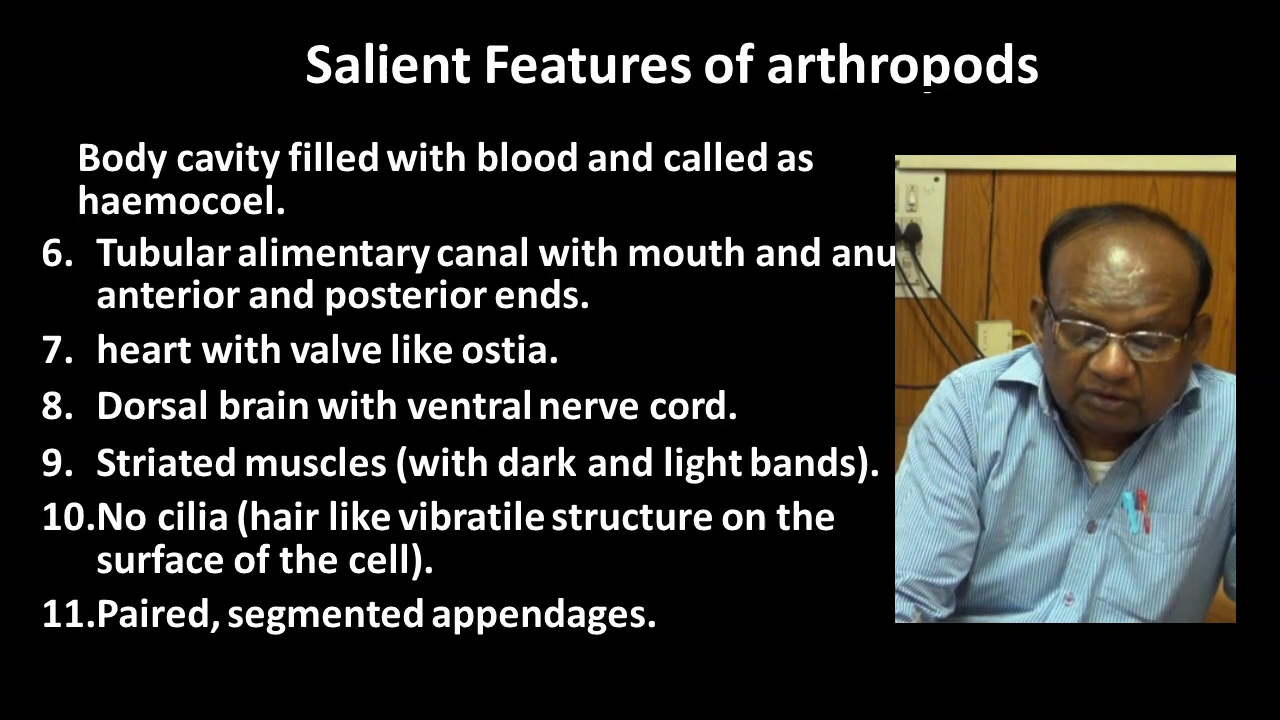 Salient Features of arthropods
Body cavity filled with blood and called as
haemocoel.
6. Tubular alimentary canal with mouth and anu
anterior and posterior ends.
7. heart with valve like ostia.
8. Dorsal brain with ventral nerve cord.
9. Striated muscles (with dark and light bands).
10.No cilia (hair like vibratile structure on the
surface of the cell).
11.Paired, segmented appendages.